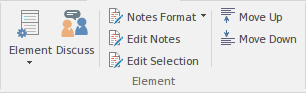 Element
Discuss
Notes Format
Edit Notes
Edit Selection
Move Up
Move Down
Element